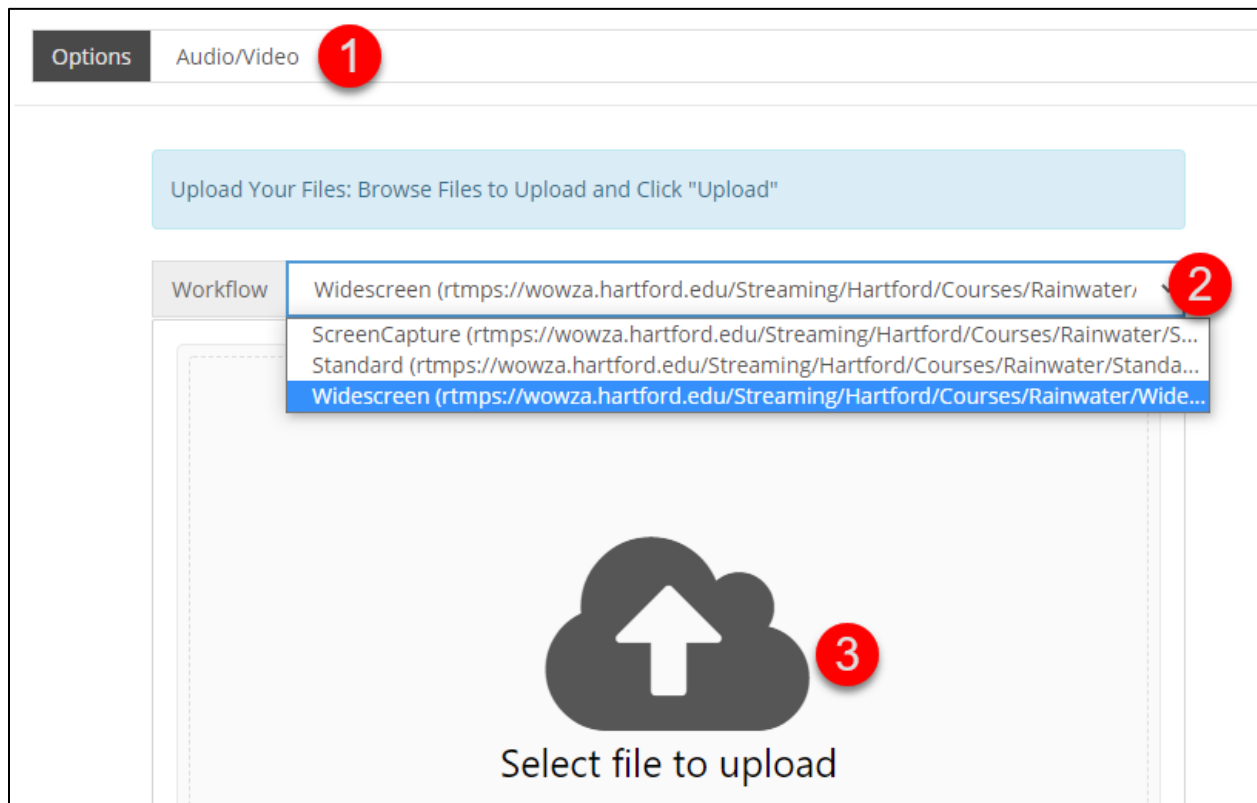 Options Audio/Video 1
Upload Your Files: Browse Files to Upload and Click "Upload"
Workflow Widescreen (rtmps://wowza.hartford.edu/Streaming/Hartford/Courses/Rainwater/ 2
ScreenCapture (rtmps://wowza.hartford.edu/Streaming/Hartford/Courses/Rainwater/S...
Standard (rtmps://wowza.hartford.edu/Streaming/Hartford/Courses/Rainwater/Standa...
Widescreen (rtmps://wowza.hartford.edu/Streaming/Hartford/Courses/Rainwater/Wide...
3
Select file to upload